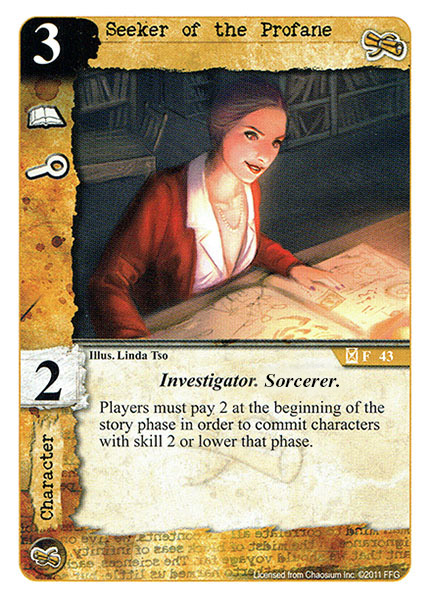 3
Seeker of the Profane
Illus. Linda Tso
F 43
2
Investigator. Sorcerer.
Players must pay 2 at the beginning of the
story phase in order to commit characters
with skill 2 or lower that phase.
Character
Licensed from Chaosium Inc. ©2011 FFG